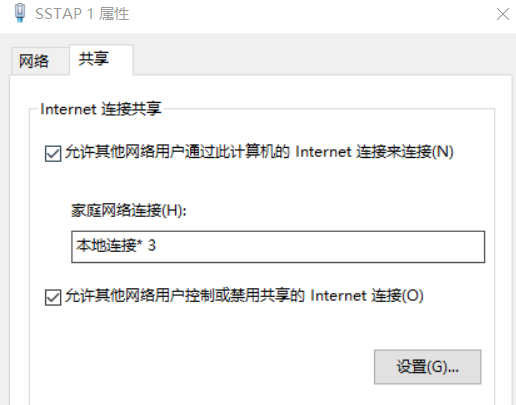 SSTAP 1 属性
网络
共享
Internet 连接共享
允许其他网络用户通过此计算机的 Internet 连接来连接(N)
家庭网络连接(H):
本地连接* 3
允许其他网络用户控制或禁用共享的 Internet 连接(O)
设置(G)...